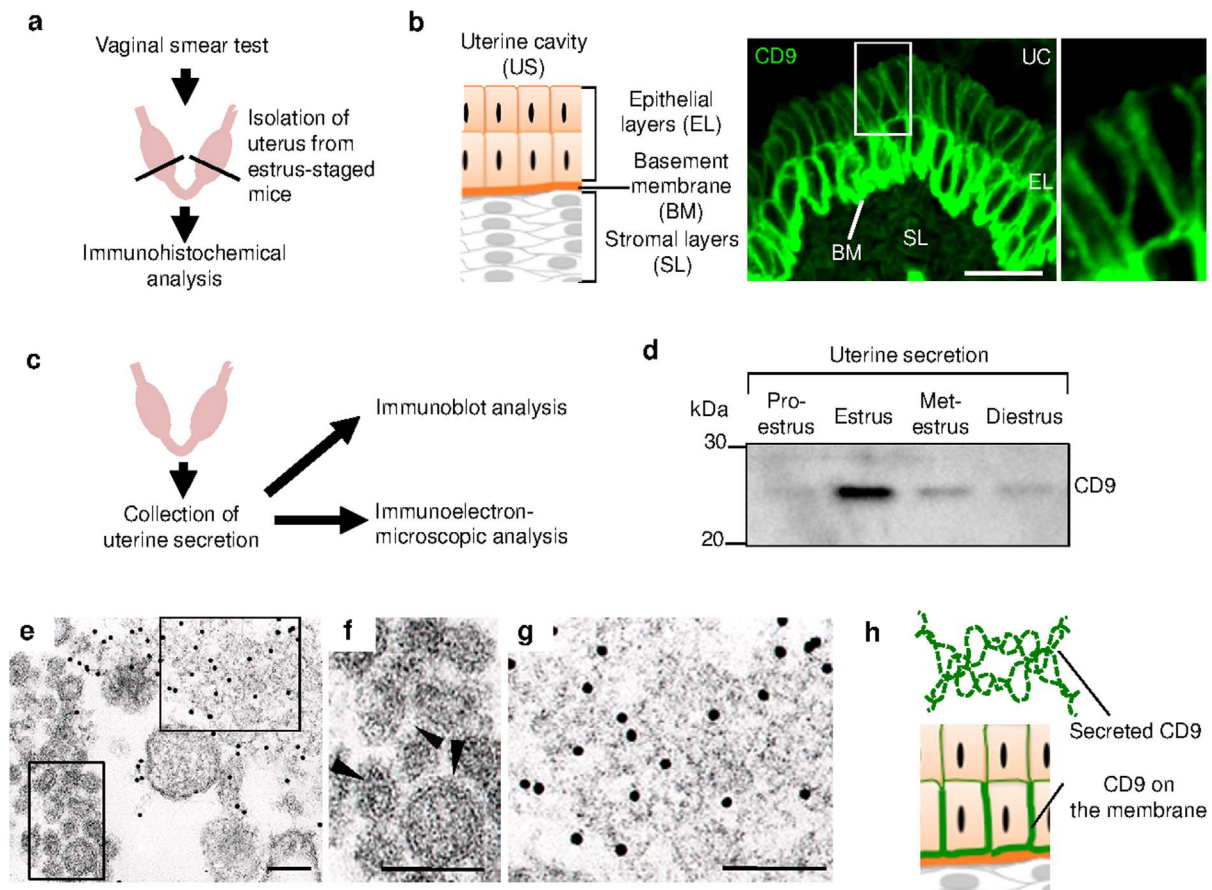 a
Vaginal smear test
Isolation of
uterus from
estrus-staged
mice
Immunohistochemical
analysis
b
Uterine cavity
(US)
Epithelial
layers (EL)
Basement
membrane
(BM)
Stromal layers
(SL)
CD9
UC
EL
BM
SL
c
Collection of
uterine secretion
Immunoblot analysis
Immunoelectron-
microscopic analysis
d
Uterine secretion
kDa
Pro-
estrus
Estrus
Met-
estrus
Diestrus
30
20
CD9
e
f
g
h
Secreted CD9
CD9 on
the membrane